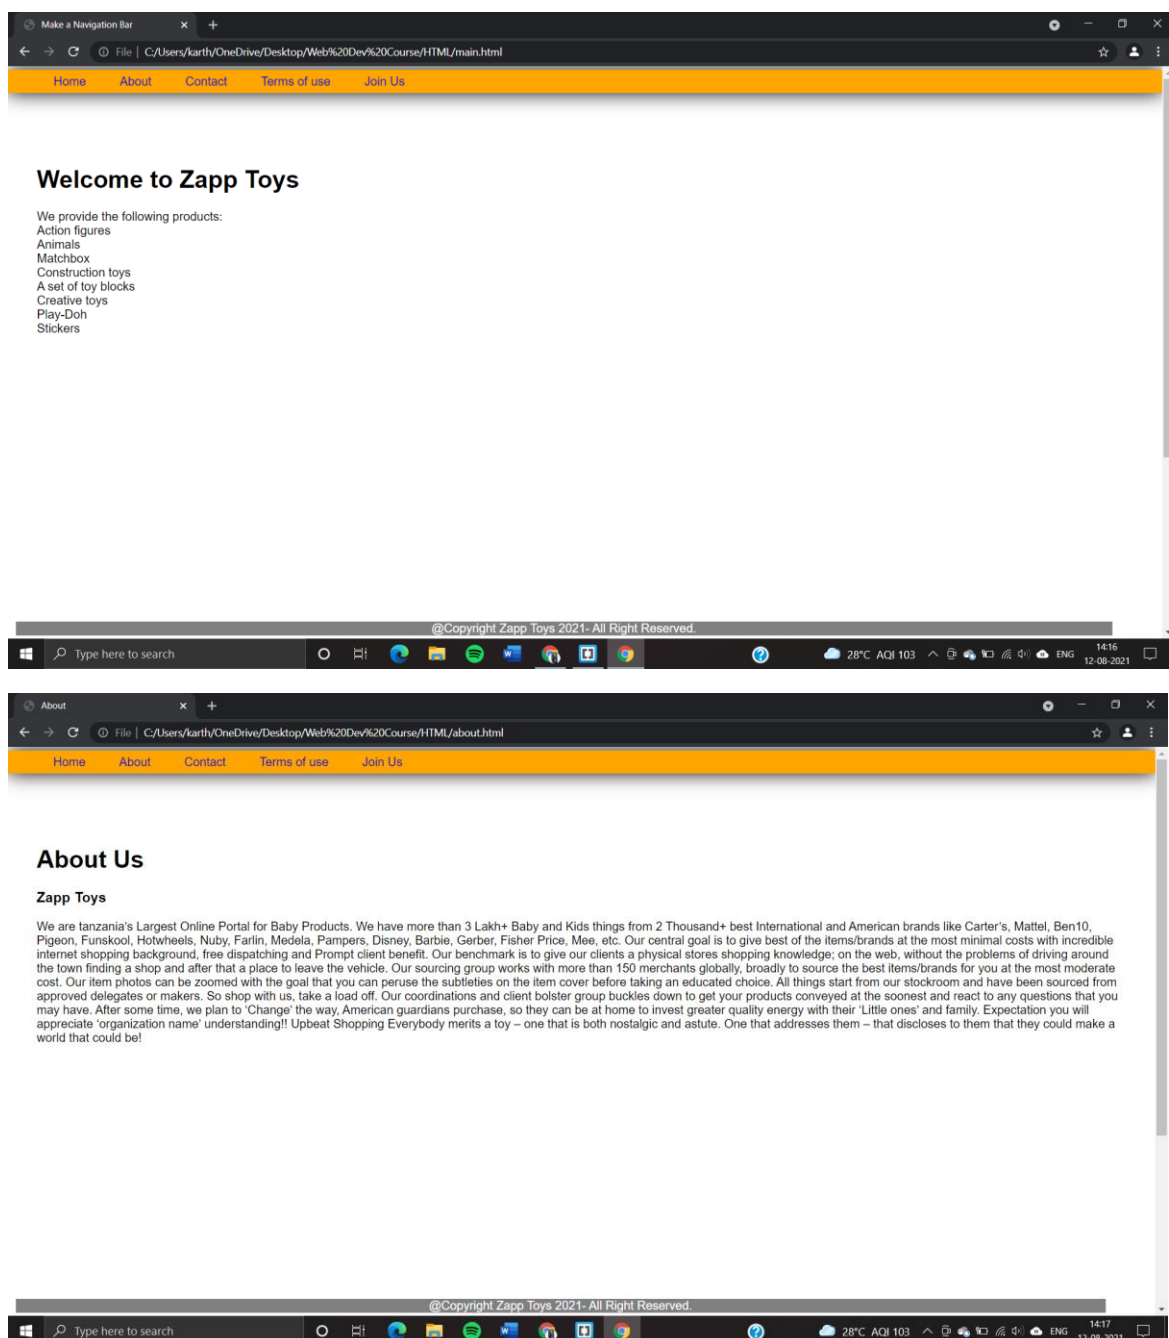 Make a Navigation Bar
File | C:/Users/karth/OneDrive/Desktop/Web%20Dev%20Course/HTML/main.html
Home About Contact Terms of use Join Us
Welcome to Zapp Toys
We provide the following products:
Action figures
Animals
Matchbox
Construction toys
A set of toy blocks
Creative toys
Play-Doh
Stickers
@Copyright Zapp Toys 2021- All Right Reserved.
Type here to search 28°C AQI 103 ENG 14:16
12-08-2021
About
File | C:/Users/karth/OneDrive/Desktop/Web%20Dev%20Course/HTML/about.html
Home About Contact Terms of use Join Us
About Us
Zapp Toys
We are tanzania's Largest Online Portal for Baby Products. We have more than 3 Lakh+ Baby and Kids things from 2 Thousand+ best International and American brands like Carter's, Mattel, Ben10,
Pigeon, Funskool, Hotwheels, Nuby, Farlin, Medela, Pampers, Disney, Barbie, Gerber, Fisher Price, Mee, etc. Our central goal is to give best of the items/brands at the most minimal costs with incredible
internet shopping background, free dispatching and Prompt client benefit. Our benchmark is to give our clients a physical stores shopping knowledge; on the web, without the problems of driving around
the town finding a shop and after that a place to leave the vehicle. Our sourcing group works with more than 150 merchants globally, broadly to source the best items/brands for you at the most moderate
cost. Our item photos can be zoomed with the goal that you can peruse the subtleties on the item cover before taking an educated choice. All things start from our stockroom and have been sourced from
approved delegates or makers. So shop with us, take a load off. Our coordinations and client bolster group buckles down to get your products conveyed at the soonest and react to any questions that you
may have. After some time, we plan to 'Change' the way, American guardians purchase, so they can be at home to invest greater quality energy with their 'Little ones' and family. Expectation you will
appreciate 'organization name' understanding!! Upbeat Shopping Everybody merits a toy – one that is both nostalgic and astute. One that addresses them – that discloses to them that they could make a
world that could be!
@Copyright Zapp Toys 2021- All Right Reserved.
Type here to search 28°C AQI 103 ENG 14:17
12-08-2021